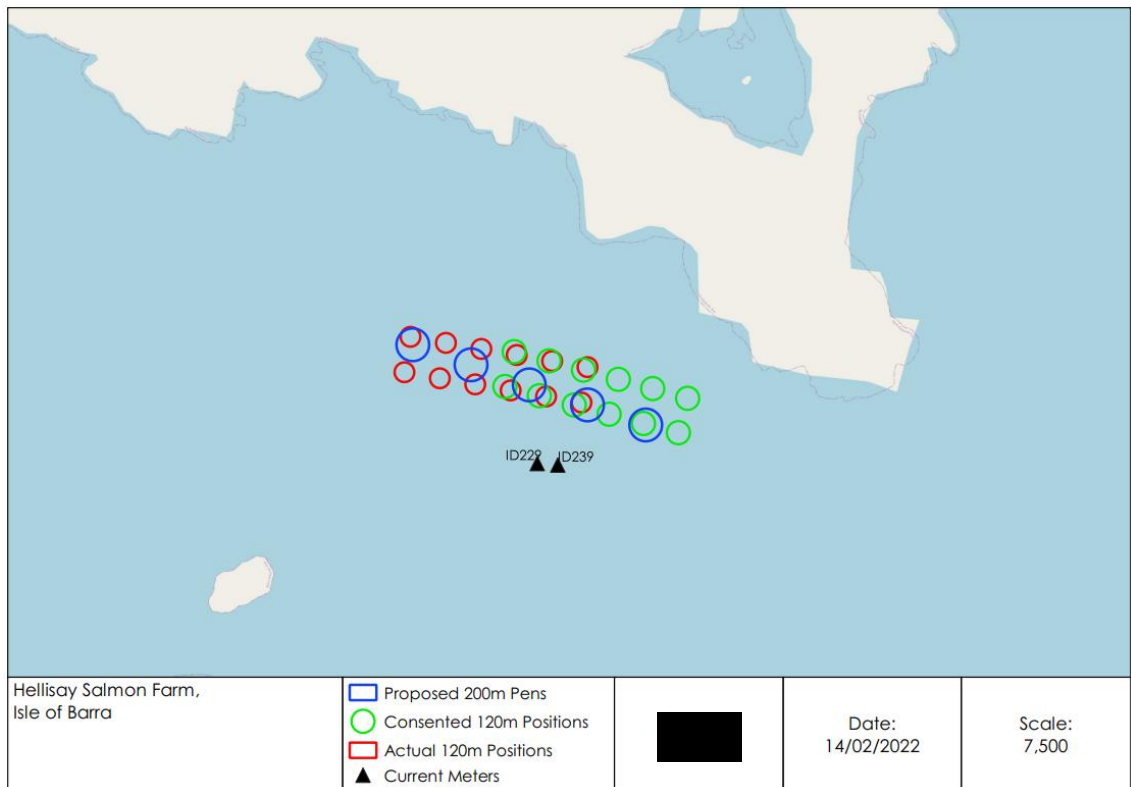 ID229
ID239
Hellisay Salmon Farm,
Isle of Barra
Proposed 200m Pens
Consented 120m Positions
Actual 120m Positions
Current Meters
Date:
14/02/2022
Scale:
7,500